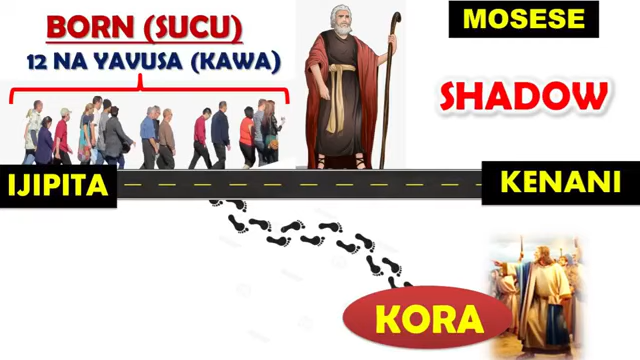 BORN (SUCU)
12 NA YAVUSA (KAWA)
MOSESE
SHADOW
IJIPITA
KENANI
KORA